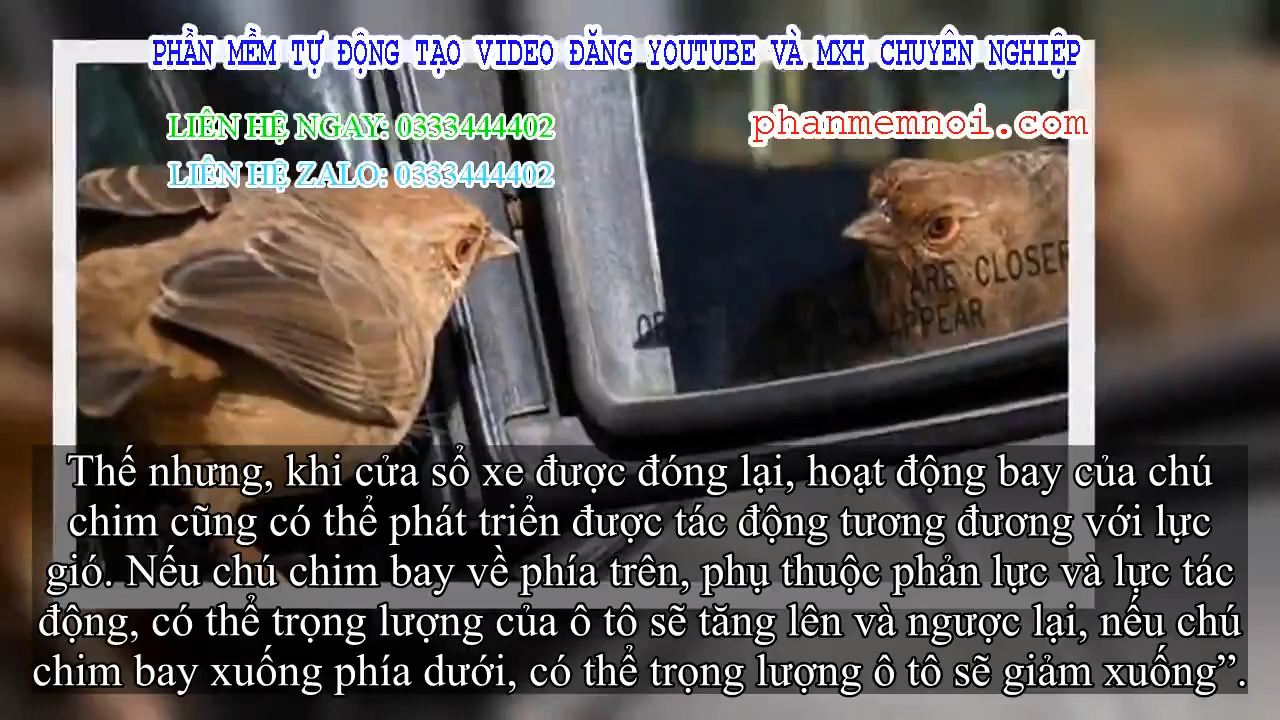 PHẦN MỀM TỰ ĐỘNG TẠO VIDEO ĐĂNG YOUTUBE VÀ MXH CHUYÊN NGHIỆP
LIÊN HỆ NGAY: 0333444402
phanmemnoi.com
LIÊN HỆ ZALO: 0333444402
ARE CLOSER
APPEAR
Thế nhưng, khi cửa sổ xe được đóng lại, hoạt động bay của chú
chim cũng có thể phát triển được tác động tương đương với lực
gió. Nếu chú chim bay về phía trên, phụ thuộc phản lực và lực tác
động, có thể trọng lượng của ô tô sẽ tăng lên và ngược lại, nếu chú
chim bay xuống phía dưới, có thể trọng lượng ô tô sẽ giảm xuống”.